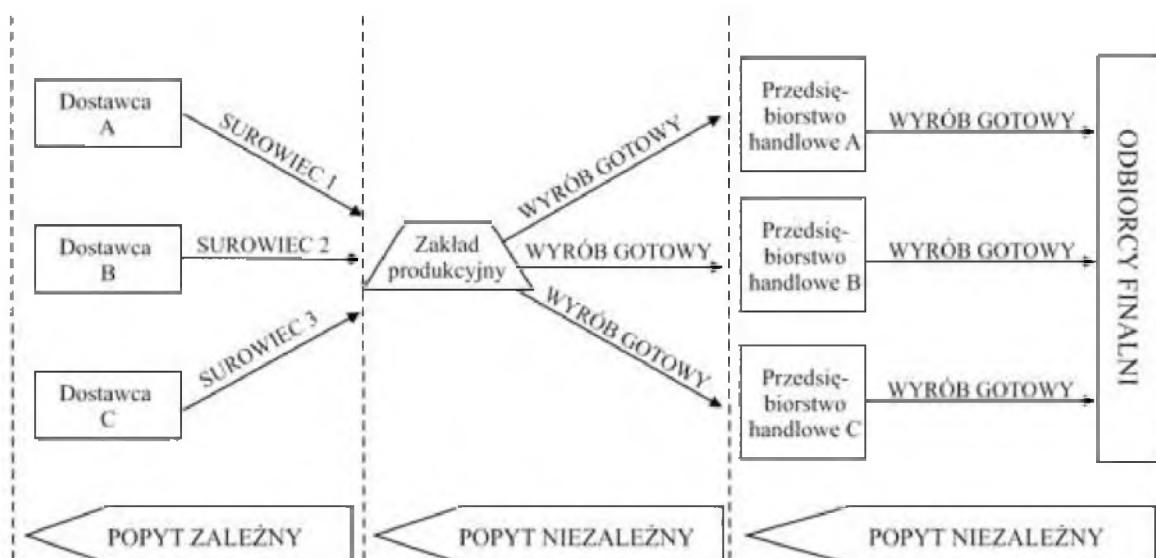 Dostawca
A
SUROWIEC 1
Dostawca
B
SUROWIEC 2
Dostawca
C
SUROWIEC 3
Zakład
produkcyjny
WYRÓB GOTOWY
WYRÓB GOTOWY
WYRÓB GOTOWY
Przedsię-
biorstwo
handlowe A
WYRÓB GOTOWY
Przedsię-
biorstwo
handlowe B
WYRÓB GOTOWY
Przedsię-
biorstwo
handlowe C
WYRÓB GOTOWY
ODBIORCY FINALNI
POPYT ZALEŻNY
POPYT NIEZALEŻNY
POPYT NIEZALEŻNY